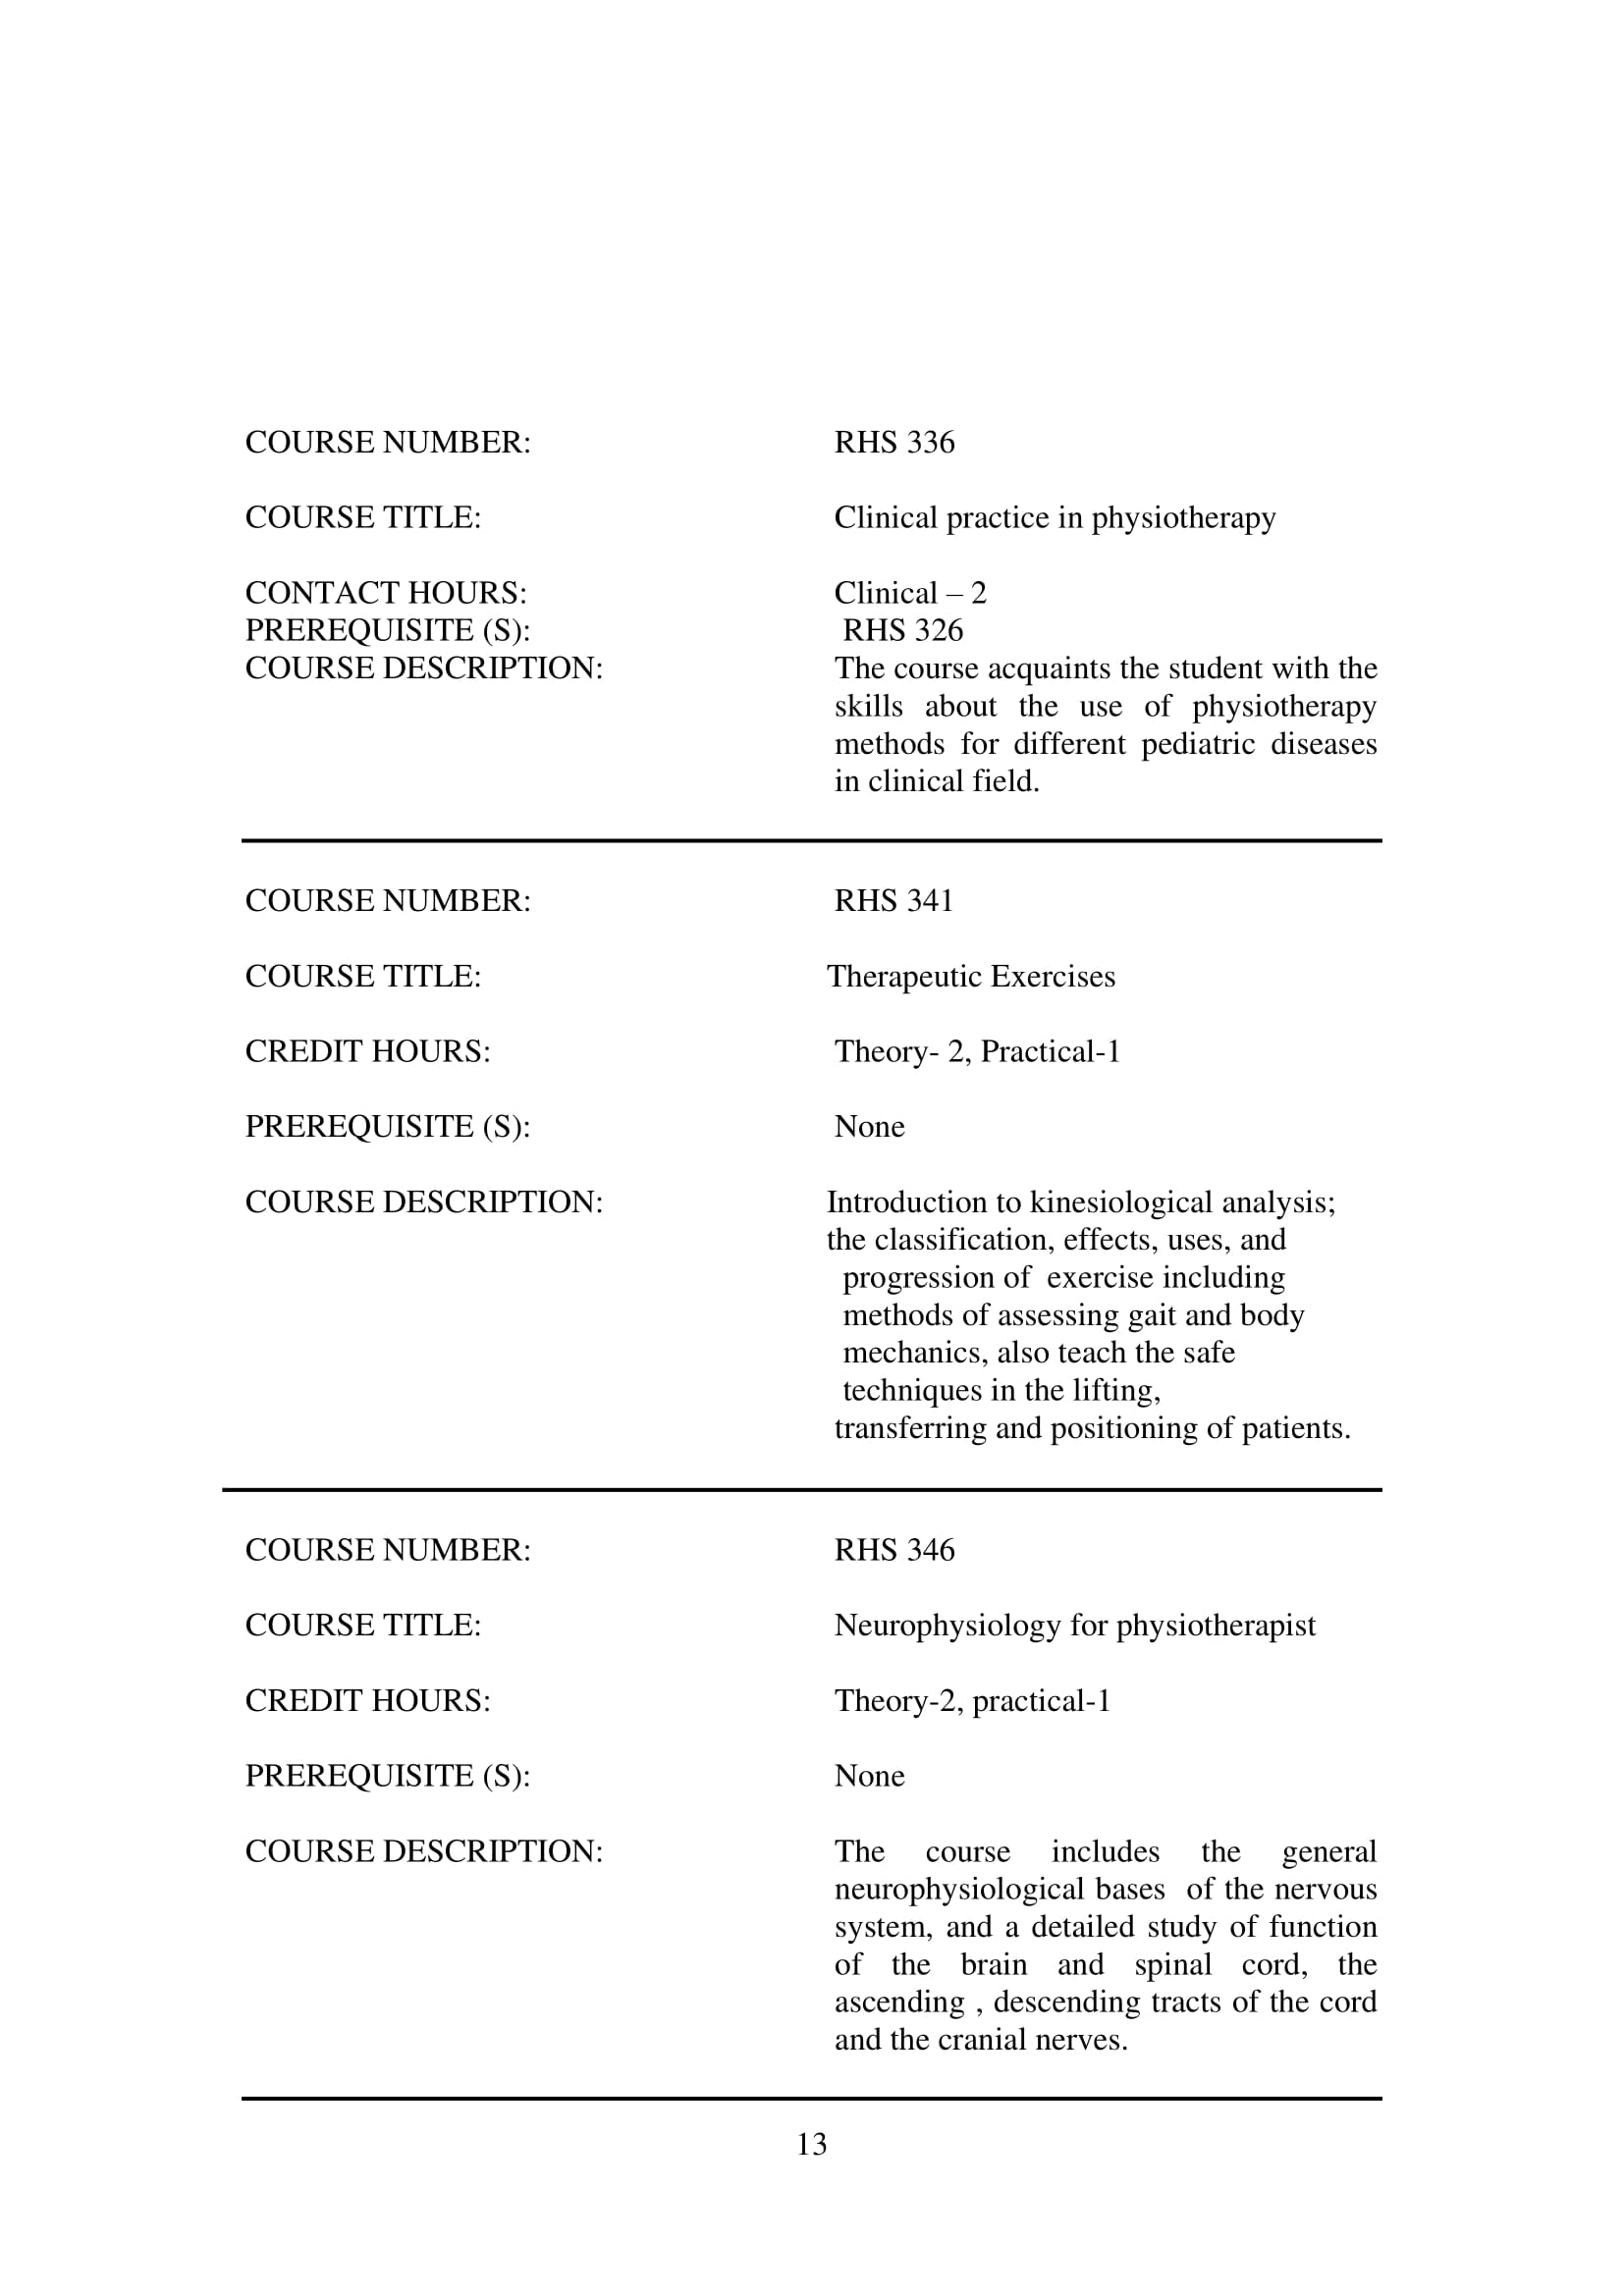 COURSE NUMBER: RHS 336
COURSE TITLE: Clinical practice in physiotherapy
CONTACT HOURS: Clinical – 2
PREREQUISITE (S): RHS 326
COURSE DESCRIPTION: The course acquaints the student with the
skills about the use of physiotherapy
methods for different pediatric diseases
in clinical field.
COURSE NUMBER: RHS 341
COURSE TITLE: Therapeutic Exercises
CREDIT HOURS: Theory- 2, Practical-1
PREREQUISITE (S): None
COURSE DESCRIPTION: Introduction to kinesiological analysis;
the classification, effects, uses, and
progression of  exercise including
methods of assessing gait and body
mechanics, also teach the safe
techniques in the lifting,
transferring and positioning of patients.
COURSE NUMBER: RHS 346
COURSE TITLE: Neurophysiology for physiotherapist
CREDIT HOURS: Theory-2, practical-1
PREREQUISITE (S): None
COURSE DESCRIPTION: The course includes the general
neurophysiological bases  of the nervous
system, and a detailed study of function
of the brain and spinal cord, the
ascending , descending tracts of the cord
and the cranial nerves.
13